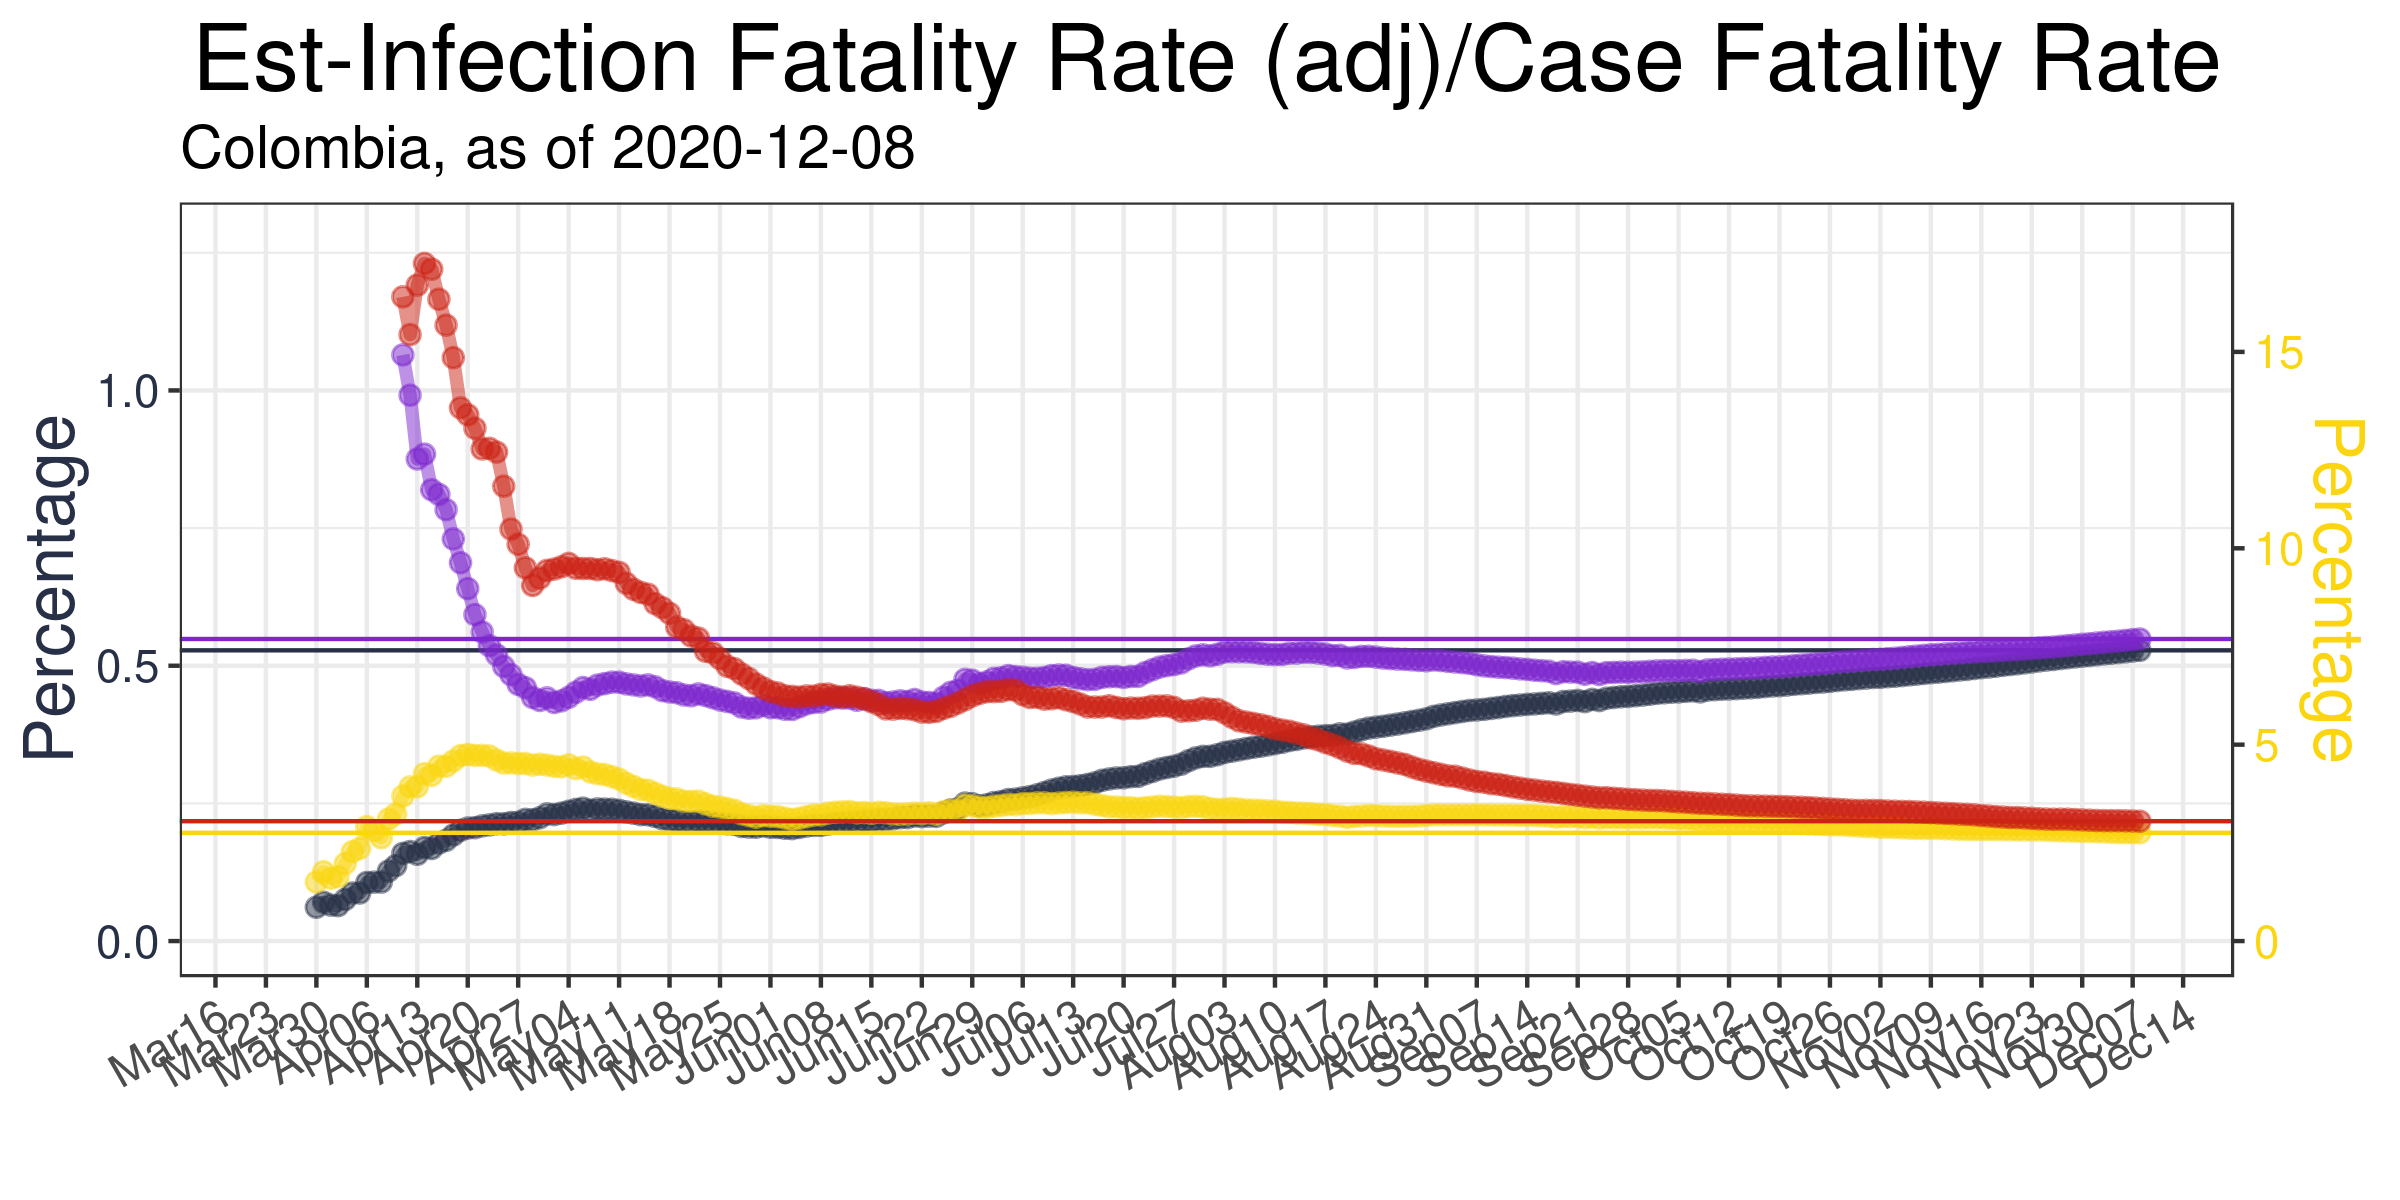 Est-Infection Fatality Rate (adj)/Case Fatality Rate
Colombia, as of 2020-12-08
Percentage
1.0
0.5
0.0
15
10
5
0
Percentage
Mar16
Mar23
Mar30
Apr06
Apr13
Apr20
Apr27
May04
May11
May18
May25
Jun01
Jun08
Jun15
Jun22
Jun29
Jul06
Jul13
Jul20
Jul27
Aug03
Aug10
Aug17
Aug24
Aug31
Sep07
Sep14
Sep21
Sep28
Oct05
Oct12
Oct19
Oct26
Nov02
Nov09
Nov16
Nov23
Nov30
Dec07
Dec14